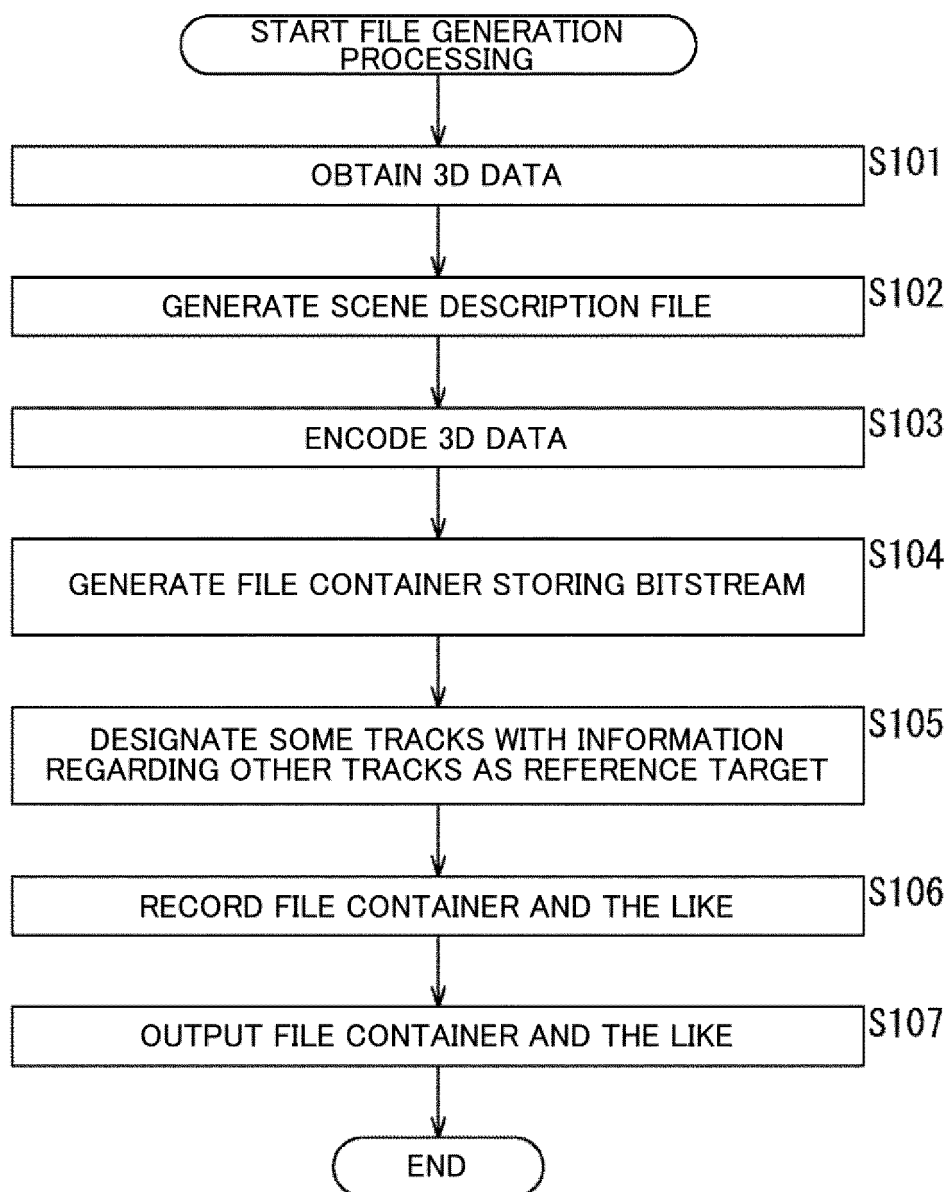 START FILE GENERATION
PROCESSING
S101
OBTAIN 3D DATA
S102
GENERATE SCENE DESCRIPTION FILE
S103
ENCODE 3D DATA
S104
GENERATE FILE CONTAINER STORING BITSTREAM
S105
DESIGNATE SOME TRACKS WITH INFORMATION
REGARDING OTHER TRACKS AS REFERENCE TARGET
S106
RECORD FILE CONTAINER AND THE LIKE
S107
OUTPUT FILE CONTAINER AND THE LIKE
END